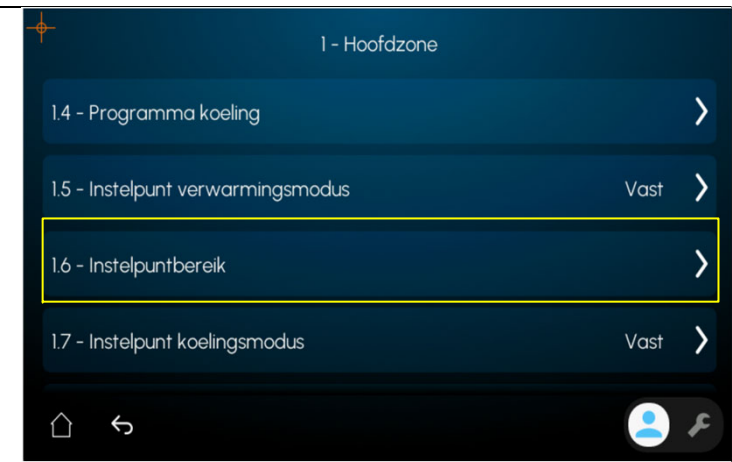 1 - Hoofdzone
1.4 - Programma koeling
1.5 - Instelpunt verwarmingsmodus Vast
1.6 - Instelpuntbereik
1.7 - Instelpunt koelingsmodus Vast